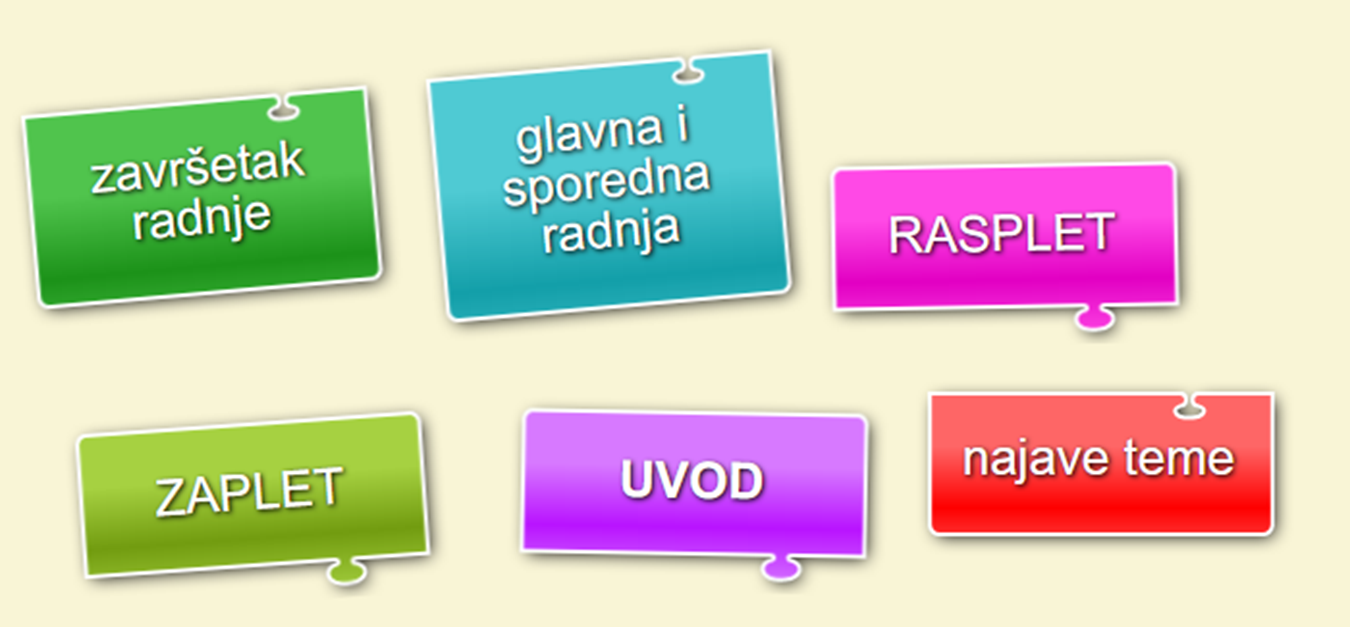 završetak
radnje
glavna i
sporedna
radnja
RASPLET
ZAPLET
UVOD
najave teme